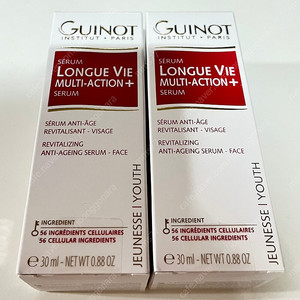 GUINOT
INSTITUT • PARIS
SÉRUM
LONGUE VIE
MULTI-ACTION+
SERUM
SÉRUM ANTI-ÂGE
REVITALISANT - VISAGE
REVITALIZING
ANTI-AGEING SERUM - FACE
INGREDIENT
56 INGRÉDIENTS CELLULAIRES
56 CELLULAR INGREDIENTS
JEUNESSE | YOUTH
30 ml - NET WT. 0.88 OZ
GUINOT
INSTITUT • PARIS
SÉRUM
LONGUE VIE
MULTI-ACTION+
SERUM
SÉRUM ANTI-ÂGE
REVITALISANT - VISAGE
REVITALIZING
ANTI-AGEING SERUM - FACE
INGREDIENT
56 INGRÉDIENTS CELLULAIRES
56 CELLULAR INGREDIENTS
JEUNESSE | YOUTH
30 ml - NET WT. 0.88 OZ